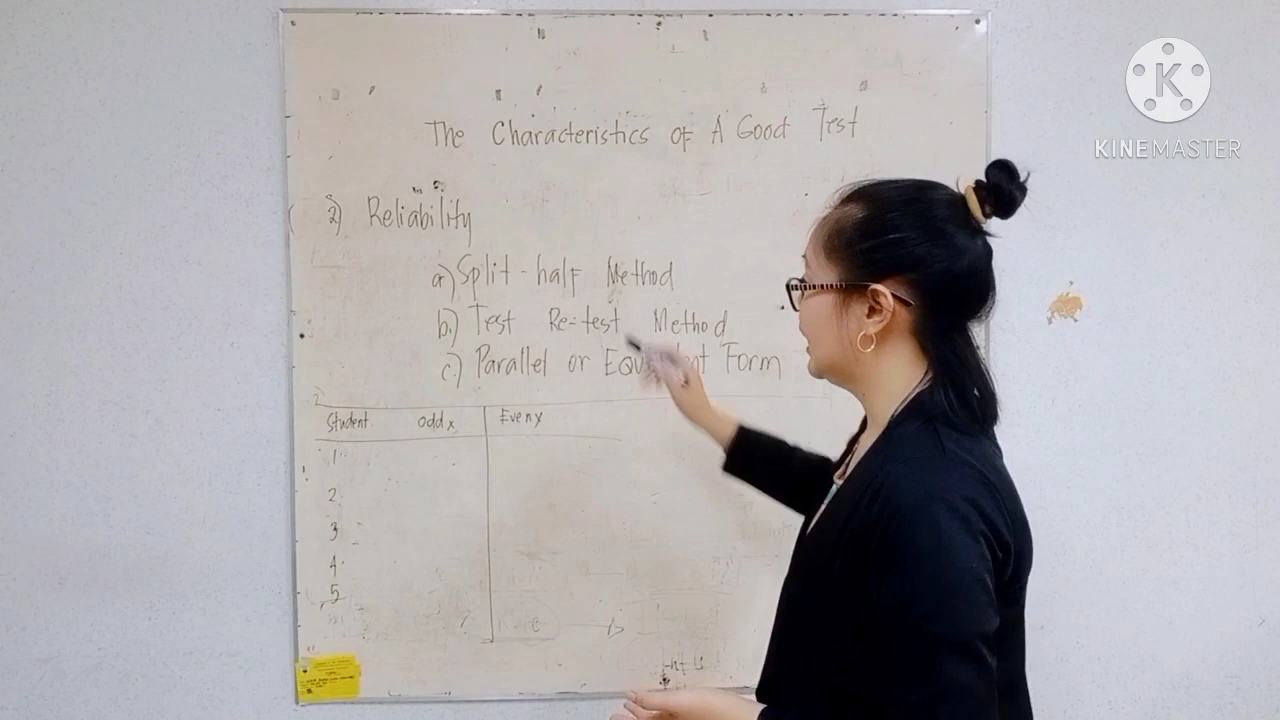 The Characteristics of A Good Test
2) Reliability
a) Split-half Method
b.) Test Re-test Method
c.) Parallel or Equivalent Form
Student. Odd x Even y
1
2
3
4
5
K
KINEMASTER